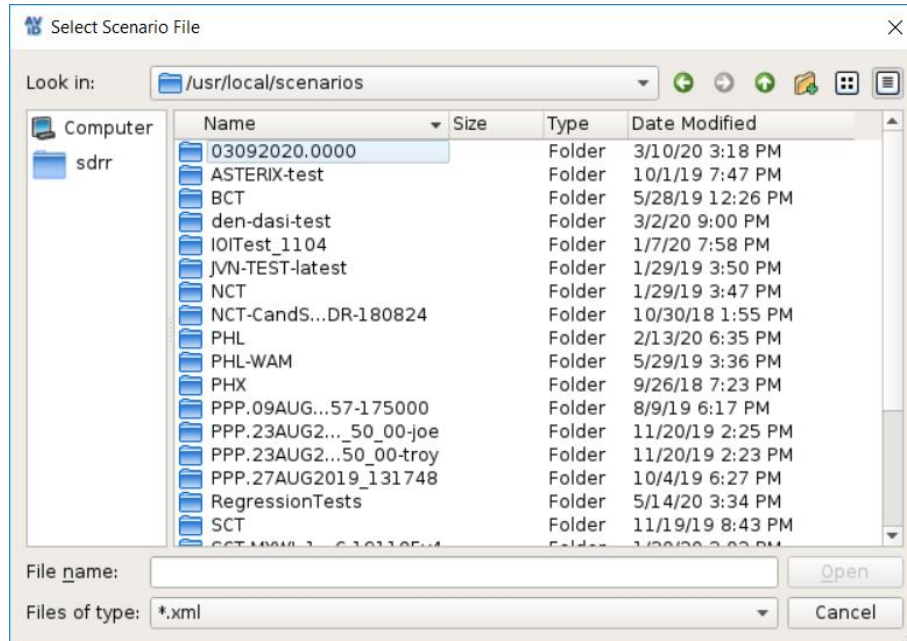 AV ID Select Scenario File
Look in: /usr/local/scenarios
Computer
sdrr
Name Size Type Date Modified
03092020.0000 Folder 3/10/20 3:18 PM
ASTERIX-test Folder 10/1/19 7:47 PM
BCT Folder 5/28/19 12:26 PM
den-dasi-test Folder 3/2/20 9:00 PM
IOITest_1104 Folder 1/7/20 7:58 PM
JVN-TEST-latest Folder 1/29/19 3:50 PM
NCT Folder 1/29/19 3:47 PM
NCT-CandS...DR-180824 Folder 10/30/18 1:55 PM
PHL Folder 2/13/20 6:35 PM
PHL-WAM Folder 5/29/19 3:36 PM
PHX Folder 9/26/18 7:23 PM
PPP.09AUG...57-175000 Folder 8/9/19 6:17 PM
PPP.23AUG2..._50_00-joe Folder 11/20/19 2:25 PM
PPP.23AUG2...50_00-troy Folder 11/20/19 2:23 PM
PPP.27AUG2019_131748 Folder 10/4/19 6:27 PM
RegressionTests Folder 5/14/20 3:34 PM
SCT Folder 11/19/19 8:43 PM
File name: Open
Files of type: *.xml Cancel